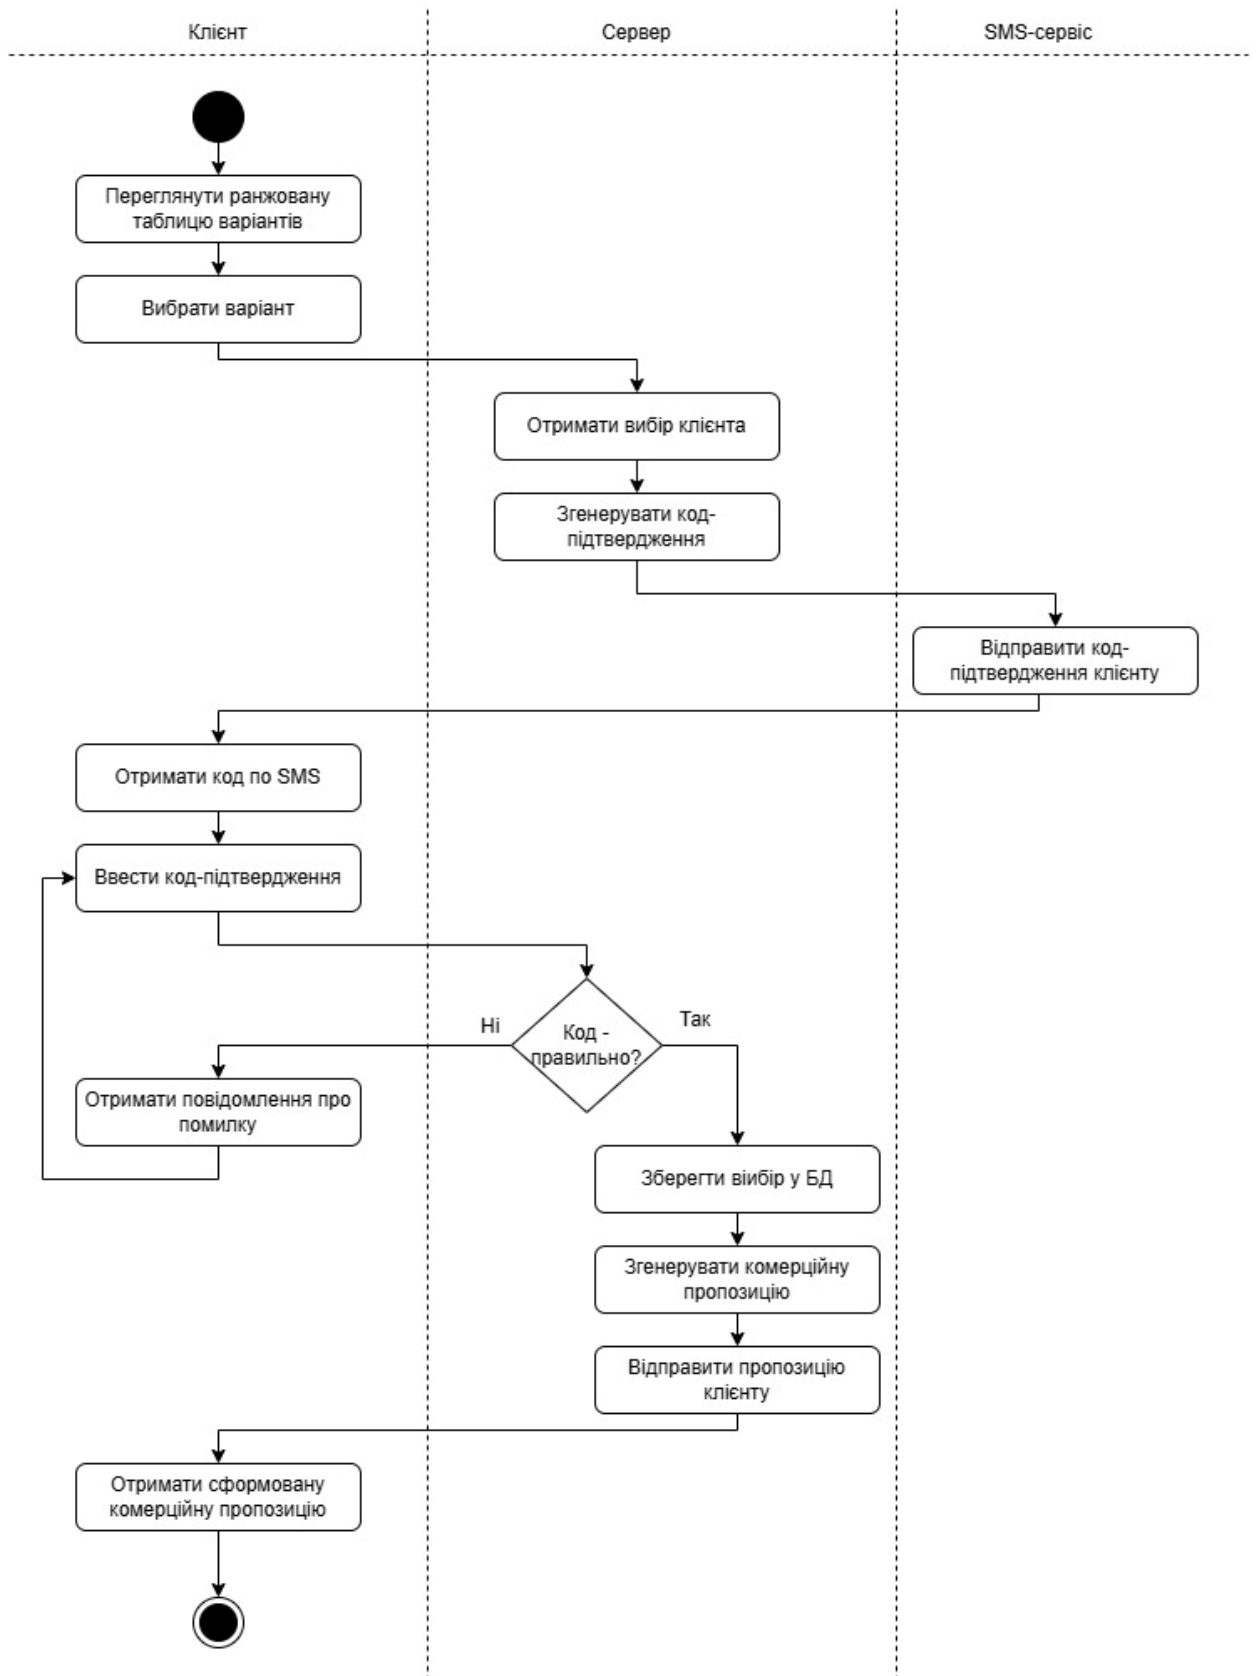 Клієнт
Сервер
SMS-сервіс
Переглянути ранжовану
таблицю варіантів
Вибрати варіант
Отримати вибір клієнта
Згенерувати код-
підтвердження
Відправити код-
підтвердження клієнту
Отримати код по SMS
Ввести код-підтвердження
Ні
Код -
правильно?
Так
Отримати повідомлення про
помилку
Зберегти віибір у БД
Згенерувати комерційну
пропозицію
Відправити пропозицію
клієнту
Отримати сформовану
комерційну пропозицію